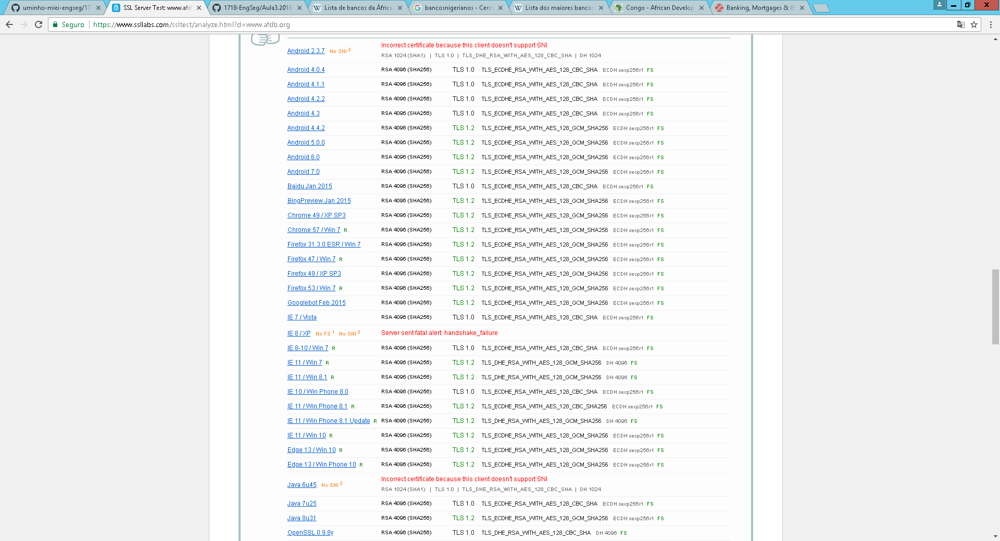 uminho-miei-engseg/17
SSL Server Test: www.afd
1718-EngSeg/Aula3.2018
Lista de bancos da África
bancosnigerianos - Cerc
Lista dos maiores bancos
Congo - African Develop
Banking, Mortgages & G
Seguro https://www.ssllabs.com/ssltest/analyze.html?d=www.afdb.org
Android 2.3.7 No SNI 2 Incorrect certificate because this client doesn't support SNI
RSA 1024 (SHA1) | TLS 1.0 | TLS_DHE_RSA_WITH_AES_128_CBC_SHA | DH 1024
Android 4.0.4 RSA 4096 (SHA256) TLS 1.0 TLS_ECDHE_RSA_WITH_AES_128_CBC_SHA ECDH secp256r1 FS
Android 4.1.1 RSA 4096 (SHA256) TLS 1.0 TLS_ECDHE_RSA_WITH_AES_128_CBC_SHA ECDH secp256r1 FS
Android 4.2.2 RSA 4096 (SHA256) TLS 1.0 TLS_ECDHE_RSA_WITH_AES_128_CBC_SHA ECDH secp256r1 FS
Android 4.3 RSA 4096 (SHA256) TLS 1.0 TLS_ECDHE_RSA_WITH_AES_128_CBC_SHA ECDH secp256r1 FS
Android 4.4.2 RSA 4096 (SHA256) TLS 1.2 TLS_ECDHE_RSA_WITH_AES_128_GCM_SHA256 ECDH secp256r1 FS
Android 5.0.0 RSA 4096 (SHA256) TLS 1.2 TLS_ECDHE_RSA_WITH_AES_128_GCM_SHA256 ECDH secp256r1 FS
Android 6.0 RSA 4096 (SHA256) TLS 1.2 TLS_ECDHE_RSA_WITH_AES_128_GCM_SHA256 ECDH secp256r1 FS
Android 7.0 RSA 4096 (SHA256) TLS 1.2 TLS_ECDHE_RSA_WITH_AES_128_GCM_SHA256 ECDH secp256r1 FS
Baidu Jan 2015 RSA 4096 (SHA256) TLS 1.0 TLS_ECDHE_RSA_WITH_AES_128_CBC_SHA ECDH secp256r1 FS
BingPreview Jan 2015 RSA 4096 (SHA256) TLS 1.2 TLS_ECDHE_RSA_WITH_AES_128_GCM_SHA256 ECDH secp256r1 FS
Chrome 49 / XP SP3 RSA 4096 (SHA256) TLS 1.2 TLS_ECDHE_RSA_WITH_AES_128_GCM_SHA256 ECDH secp256r1 FS
Chrome 57 / Win 7 R RSA 4096 (SHA256) TLS 1.2 TLS_ECDHE_RSA_WITH_AES_128_GCM_SHA256 ECDH secp256r1 FS
Firefox 31.3.0 ESR / Win 7 RSA 4096 (SHA256) TLS 1.2 TLS_ECDHE_RSA_WITH_AES_128_GCM_SHA256 ECDH secp256r1 FS
Firefox 47 / Win 7 R RSA 4096 (SHA256) TLS 1.2 TLS_ECDHE_RSA_WITH_AES_128_GCM_SHA256 ECDH secp256r1 FS
Firefox 49 / XP SP3 RSA 4096 (SHA256) TLS 1.2 TLS_ECDHE_RSA_WITH_AES_128_GCM_SHA256 ECDH secp256r1 FS
Firefox 53 / Win 7 R RSA 4096 (SHA256) TLS 1.2 TLS_ECDHE_RSA_WITH_AES_128_GCM_SHA256 ECDH secp256r1 FS
Googlebot Feb 2015 RSA 4096 (SHA256) TLS 1.2 TLS_ECDHE_RSA_WITH_AES_128_GCM_SHA256 ECDH secp256r1 FS
IE 7 / Vista RSA 4096 (SHA256) TLS 1.0 TLS_ECDHE_RSA_WITH_AES_128_CBC_SHA ECDH secp256r1 FS
IE 8 / XP No FS 1 No SNI 2 Server sent fatal alert: handshake_failure
IE 8-10 / Win 7 R RSA 4096 (SHA256) TLS 1.0 TLS_ECDHE_RSA_WITH_AES_128_CBC_SHA ECDH secp256r1 FS
IE 11 / Win 7 R RSA 4096 (SHA256) TLS 1.2 TLS_DHE_RSA_WITH_AES_128_GCM_SHA256 DH 4096 FS
IE 11 / Win 8.1 R RSA 4096 (SHA256) TLS 1.2 TLS_DHE_RSA_WITH_AES_128_GCM_SHA256 DH 4096 FS
IE 10 / Win Phone 8.0 RSA 4096 (SHA256) TLS 1.0 TLS_ECDHE_RSA_WITH_AES_128_CBC_SHA ECDH secp256r1 FS
IE 11 / Win Phone 8.1 R RSA 4096 (SHA256) TLS 1.2 TLS_ECDHE_RSA_WITH_AES_128_CBC_SHA256 ECDH secp256r1 FS
IE 11 / Win Phone 8.1 Update R RSA 4096 (SHA256) TLS 1.2 TLS_DHE_RSA_WITH_AES_128_GCM_SHA256 DH 4096 FS
IE 11 / Win 10 R RSA 4096 (SHA256) TLS 1.2 TLS_ECDHE_RSA_WITH_AES_128_GCM_SHA256 ECDH secp256r1 FS
Edge 13 / Win 10 R RSA 4096 (SHA256) TLS 1.2 TLS_ECDHE_RSA_WITH_AES_128_GCM_SHA256 ECDH secp256r1 FS
Edge 13 / Win Phone 10 R RSA 4096 (SHA256) TLS 1.2 TLS_ECDHE_RSA_WITH_AES_128_GCM_SHA256 ECDH secp256r1 FS
Java 6u45 No SNI 2 Incorrect certificate because this client doesn't support SNI
RSA 1024 (SHA1) | TLS 1.0 | TLS_DHE_RSA_WITH_AES_128_CBC_SHA | DH 1024
Java 7u25 RSA 4096 (SHA256) TLS 1.0 TLS_ECDHE_RSA_WITH_AES_128_CBC_SHA ECDH secp256r1 FS
Java 8u31 RSA 4096 (SHA256) TLS 1.2 TLS_ECDHE_RSA_WITH_AES_128_GCM_SHA256 ECDH secp256r1 FS
OpenSSL 0.9.8y RSA 4096 (SHA256) TLS 1.0 TLS_DHE_RSA_WITH_AES_128_CBC_SHA DH 4096 FS